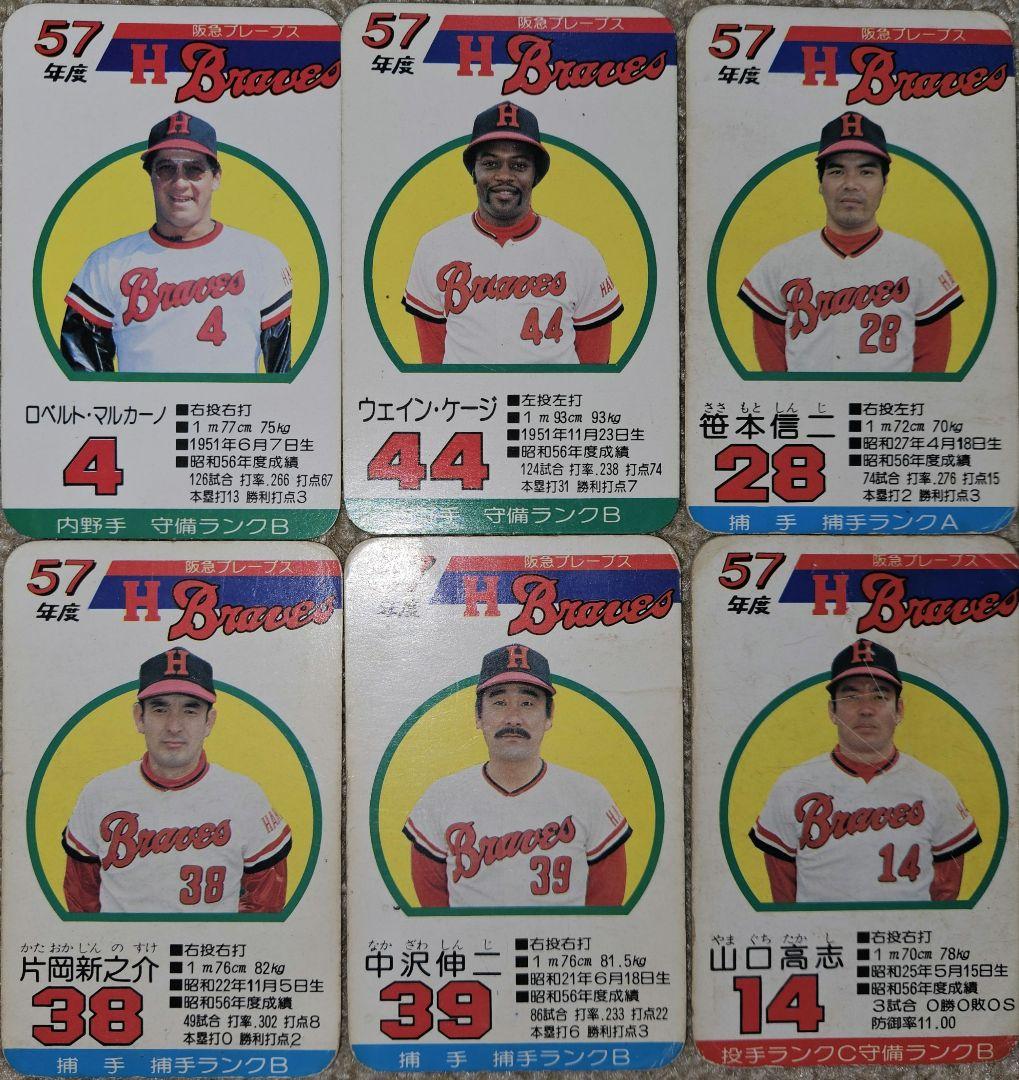 57
年度
阪急ブレーブス
H Braves
H
Braves
4
ロベルト・マルカーノ
4
■右投右打
■1m77cm 75kg
■1951年6月7日生
■昭和56年度成績
126試合 打率.266 打点67
本塁打13 勝利打点3
内野手 守備ランクB
57
年度
阪急ブレーブス
H Braves
H
Braves
HAN
44
ウェイン・ケージ
44
■左投左打
■1m93cm 93kg
■1951年11月23日生
■昭和56年度成績
124試合 打率.238 打点74
本塁打31 勝利打点7
手 守備ランクB
57
年度
阪急ブレーブス
H Braves
H
Braves
28
ささ もと しん じ
笹本信二
28
■右投左打
■1m72cm 70kg
■昭和27年4月18日生
■昭和56年度成績
74試合 打率.276 打点15
本塁打2 勝利打点3
捕手 捕手ランクA
57
年度
阪急ブレーブス
H Braves
H
Braves
HAN
38
かた おか しん の すけ
片岡新之介
38
■右投右打
■1m76cm 82kg
■昭和22年11月5日生
■昭和56年度成績
49試合 打率.302 打点8
本塁打0 勝利打点2
捕手 捕手ランクB
7
年度
阪急ブレーブス
H Braves
H
Braves
39
なか ざわ しん じ
中沢伸二
39
■右投右打
■1m76cm 81.5kg
■昭和21年6月18日生
■昭和56年度成績
86試合 打率.233 打点22
本塁打6 勝利打点3
捕手 捕手ランクB
57
年度
阪急ブレーブス
H Braves
H
Braves
14
やま ぐち たか し
山口高志
14
■右投右打
■1m70cm 78kg
■昭和25年5月15日生
■昭和56年度成績
3試合 0勝0敗0S
防御率11.00
投手ランクC守備ランクB